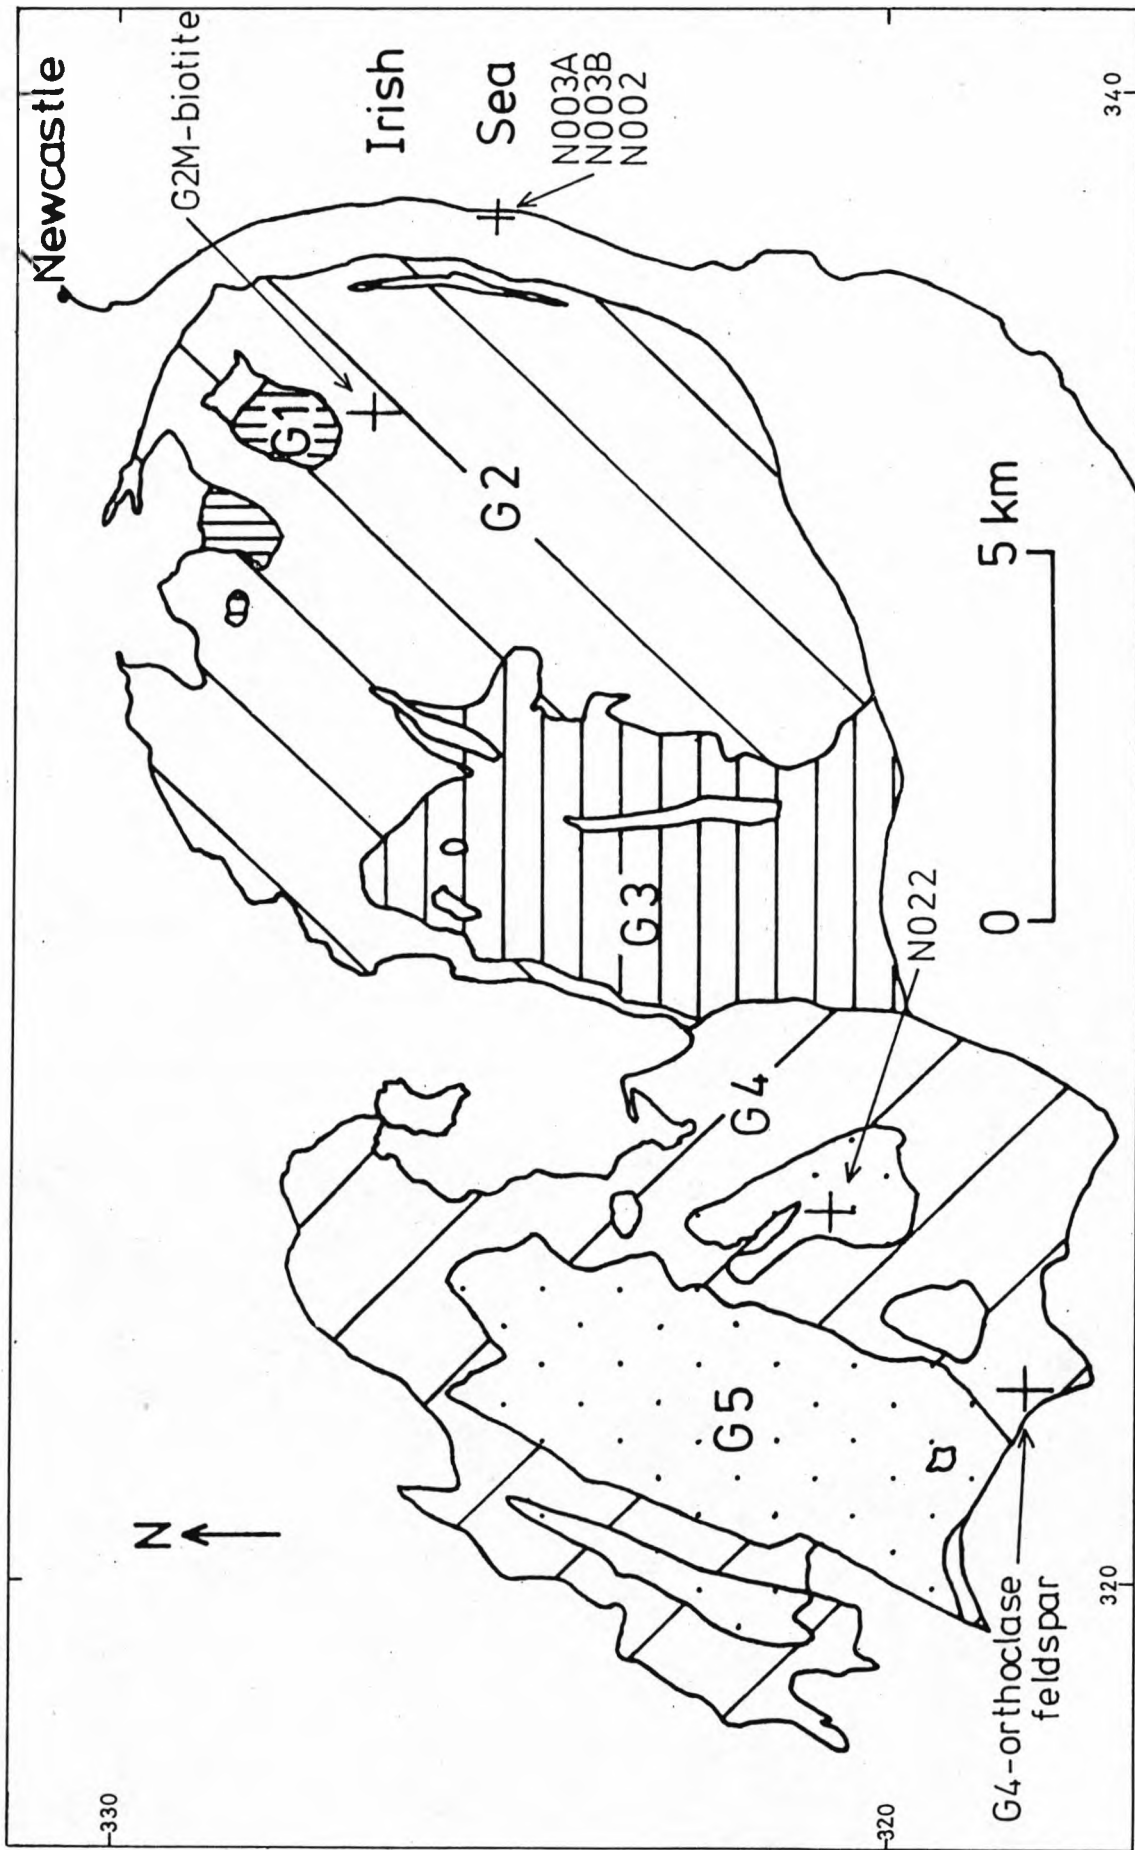 Newcastle
G2M-biotite
Irish
Sea
N003A
N003B
N002
G1
G2
G3
G4
G5
N
N022
0 5 km
G4-orthoclase
feldspar
330
320
320
340